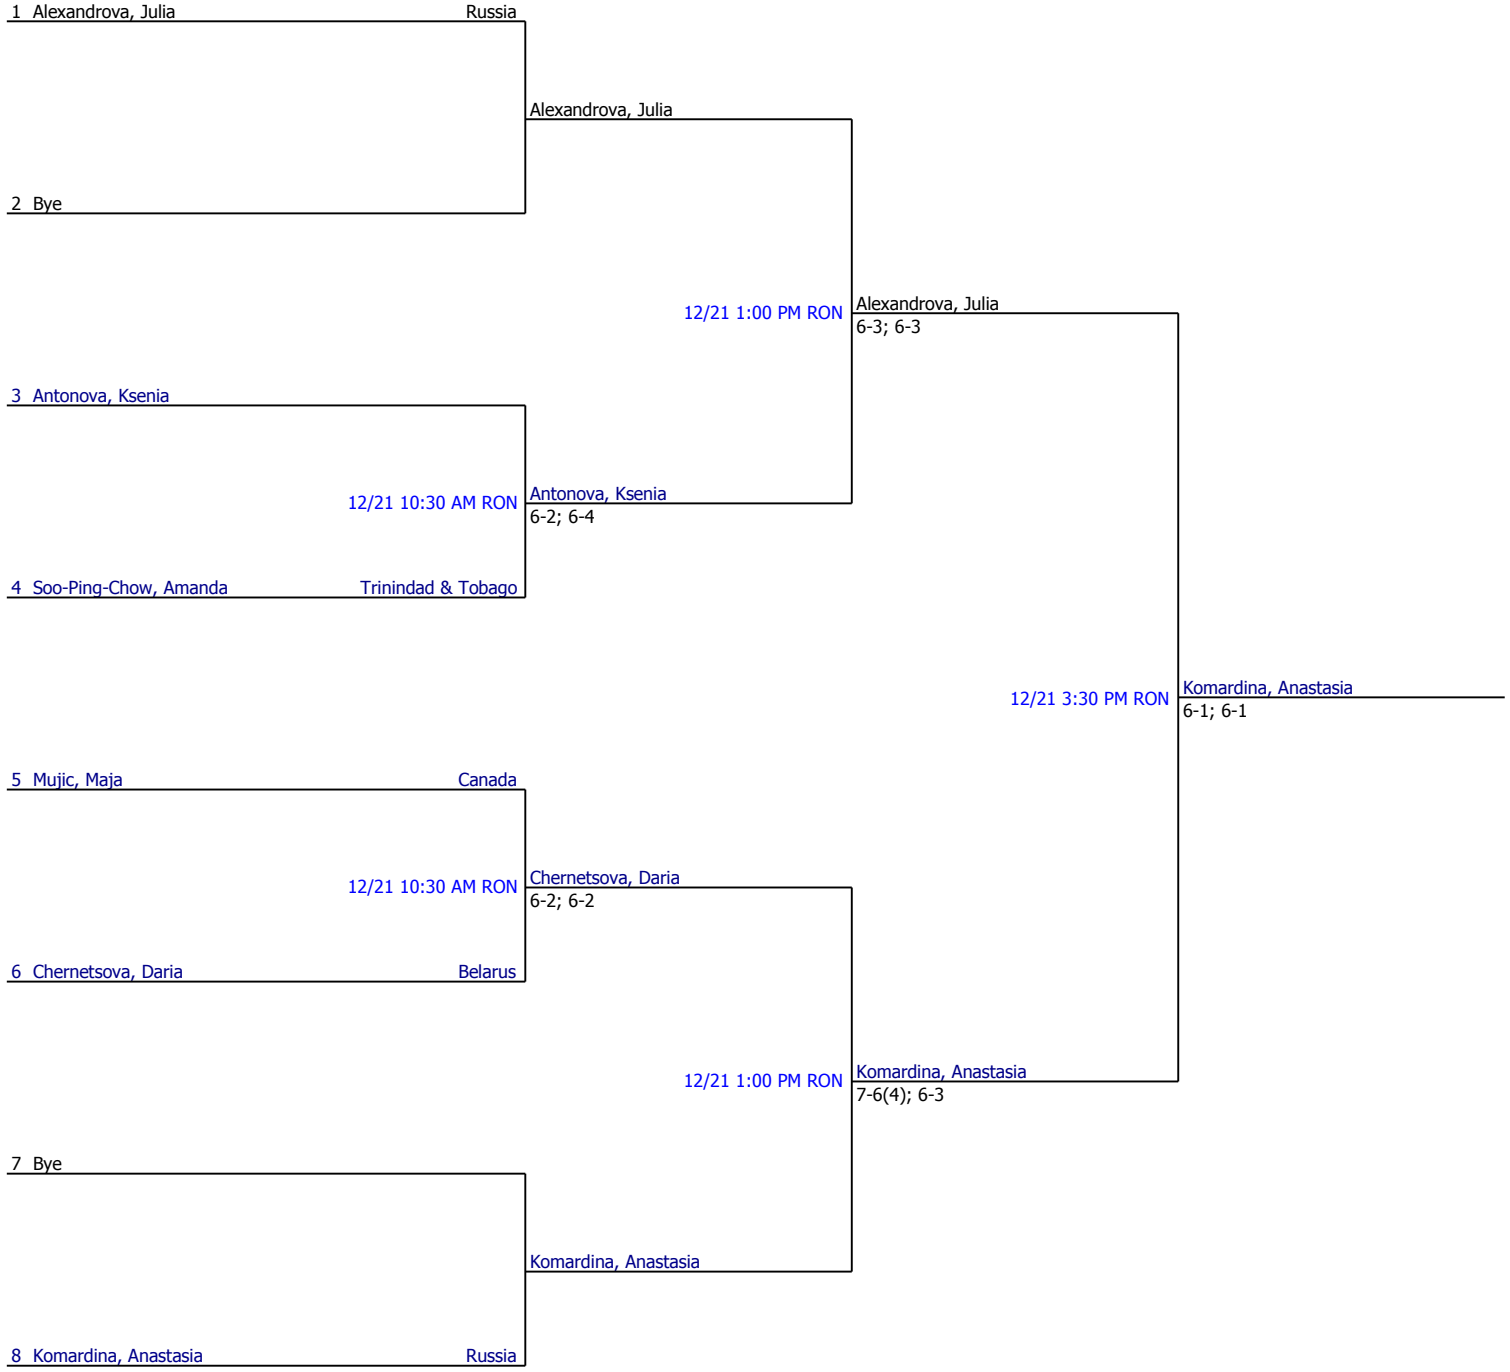 1 Alexandrova, Julia Russia
Alexandrova, Julia
2 Bye
12/21 1:00 PM RON Alexandrova, Julia
6-3; 6-3
3 Antonova, Ksenia
12/21 10:30 AM RON Antonova, Ksenia
6-2; 6-4
4 Soo-Ping-Chow, Amanda Trinindad & Tobago
12/21 3:30 PM RON Komardina, Anastasia
6-1; 6-1
5 Mujic, Maja Canada
12/21 10:30 AM RON Chernetsova, Daria
6-2; 6-2
6 Chernetsova, Daria Belarus
12/21 1:00 PM RON Komardina, Anastasia
7-6(4); 6-3
7 Bye
Komardina, Anastasia
8 Komardina, Anastasia Russia